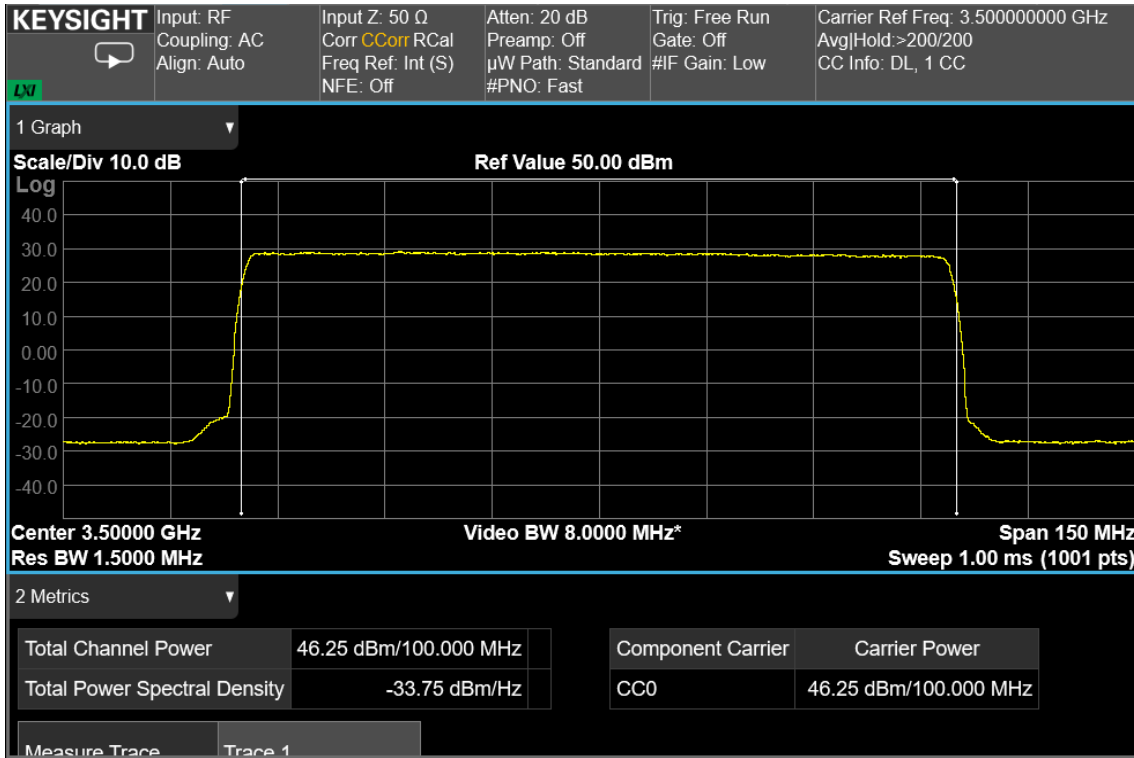 KEYSIGHT
Input: RF
Coupling: AC
Align: Auto
Input Z: 50 Ω
Corr CCorr RCal
Freq Ref: Int (S)
NFE: Off
Atten: 20 dB
Preamp: Off
µW Path: Standard
#PNO: Fast
Trig: Free Run
Gate: Off
#IF Gain: Low
Carrier Ref Freq: 3.500000000 GHz
Avg|Hold:>200/200
CC Info: DL, 1 CC
LXI
1 Graph
Scale/Div 10.0 dB
Ref Value 50.00 dBm
Log
40.0
30.0
20.0
10.0
0.00
-10.0
-20.0
-30.0
-40.0
Center 3.50000 GHz
Video BW 8.0000 MHz*
Span 150 MHz
Res BW 1.5000 MHz
Sweep 1.00 ms (1001 pts)
2 Metrics
Total Channel Power
46.25 dBm/100.000 MHz
Total Power Spectral Density
-33.75 dBm/Hz
Component Carrier
Carrier Power
CC0
46.25 dBm/100.000 MHz
Measure Trace
Trace 1